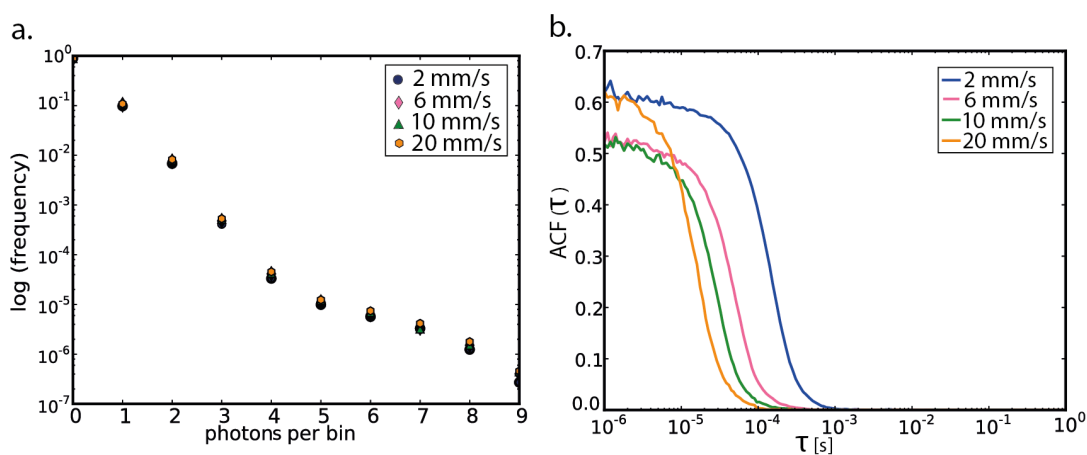 a.
10^0
10^-1
10^-2
10^-3
10^-4
10^-5
10^-6
10^-7
log (frequency)
2 mm/s
6 mm/s
10 mm/s
20 mm/s
0 1 2 3 4 5 6 7 8 9
photons per bin
b.
0.7
0.6
0.5
0.4
0.3
0.2
0.1
0.0
ACF (τ)
2 mm/s
6 mm/s
10 mm/s
20 mm/s
10^-6 10^-5 10^-4 10^-3 10^-2 10^-1 10^0
τ [s]